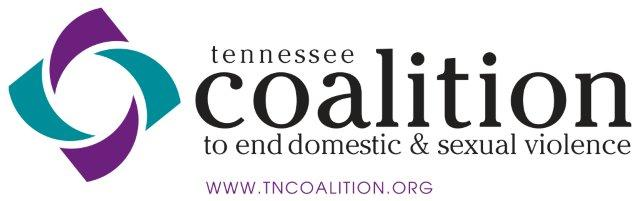 tennessee
coalition
to end domestic & sexual violence
WWW.TNCOALITION.ORG